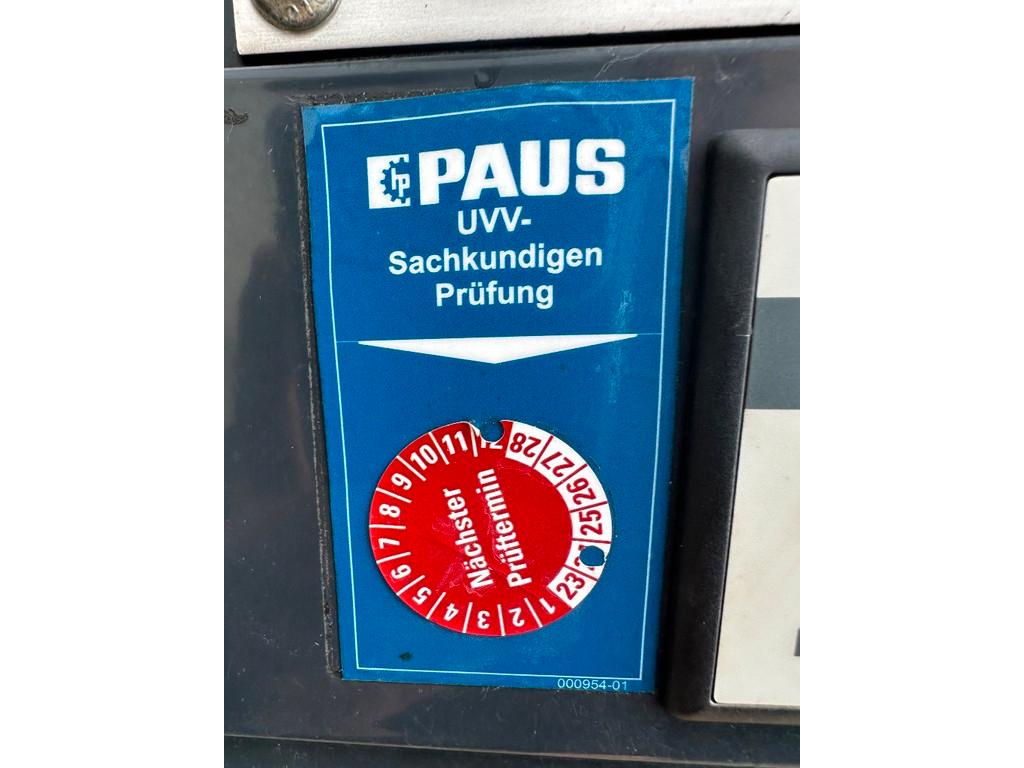 hp PAUS
UVV-
Sachkundigen
Prüfung
Nächster
Prüftermin
1 2 3 4 5 6 7 8 9 10 11
28 27 26 25 23
000954-01